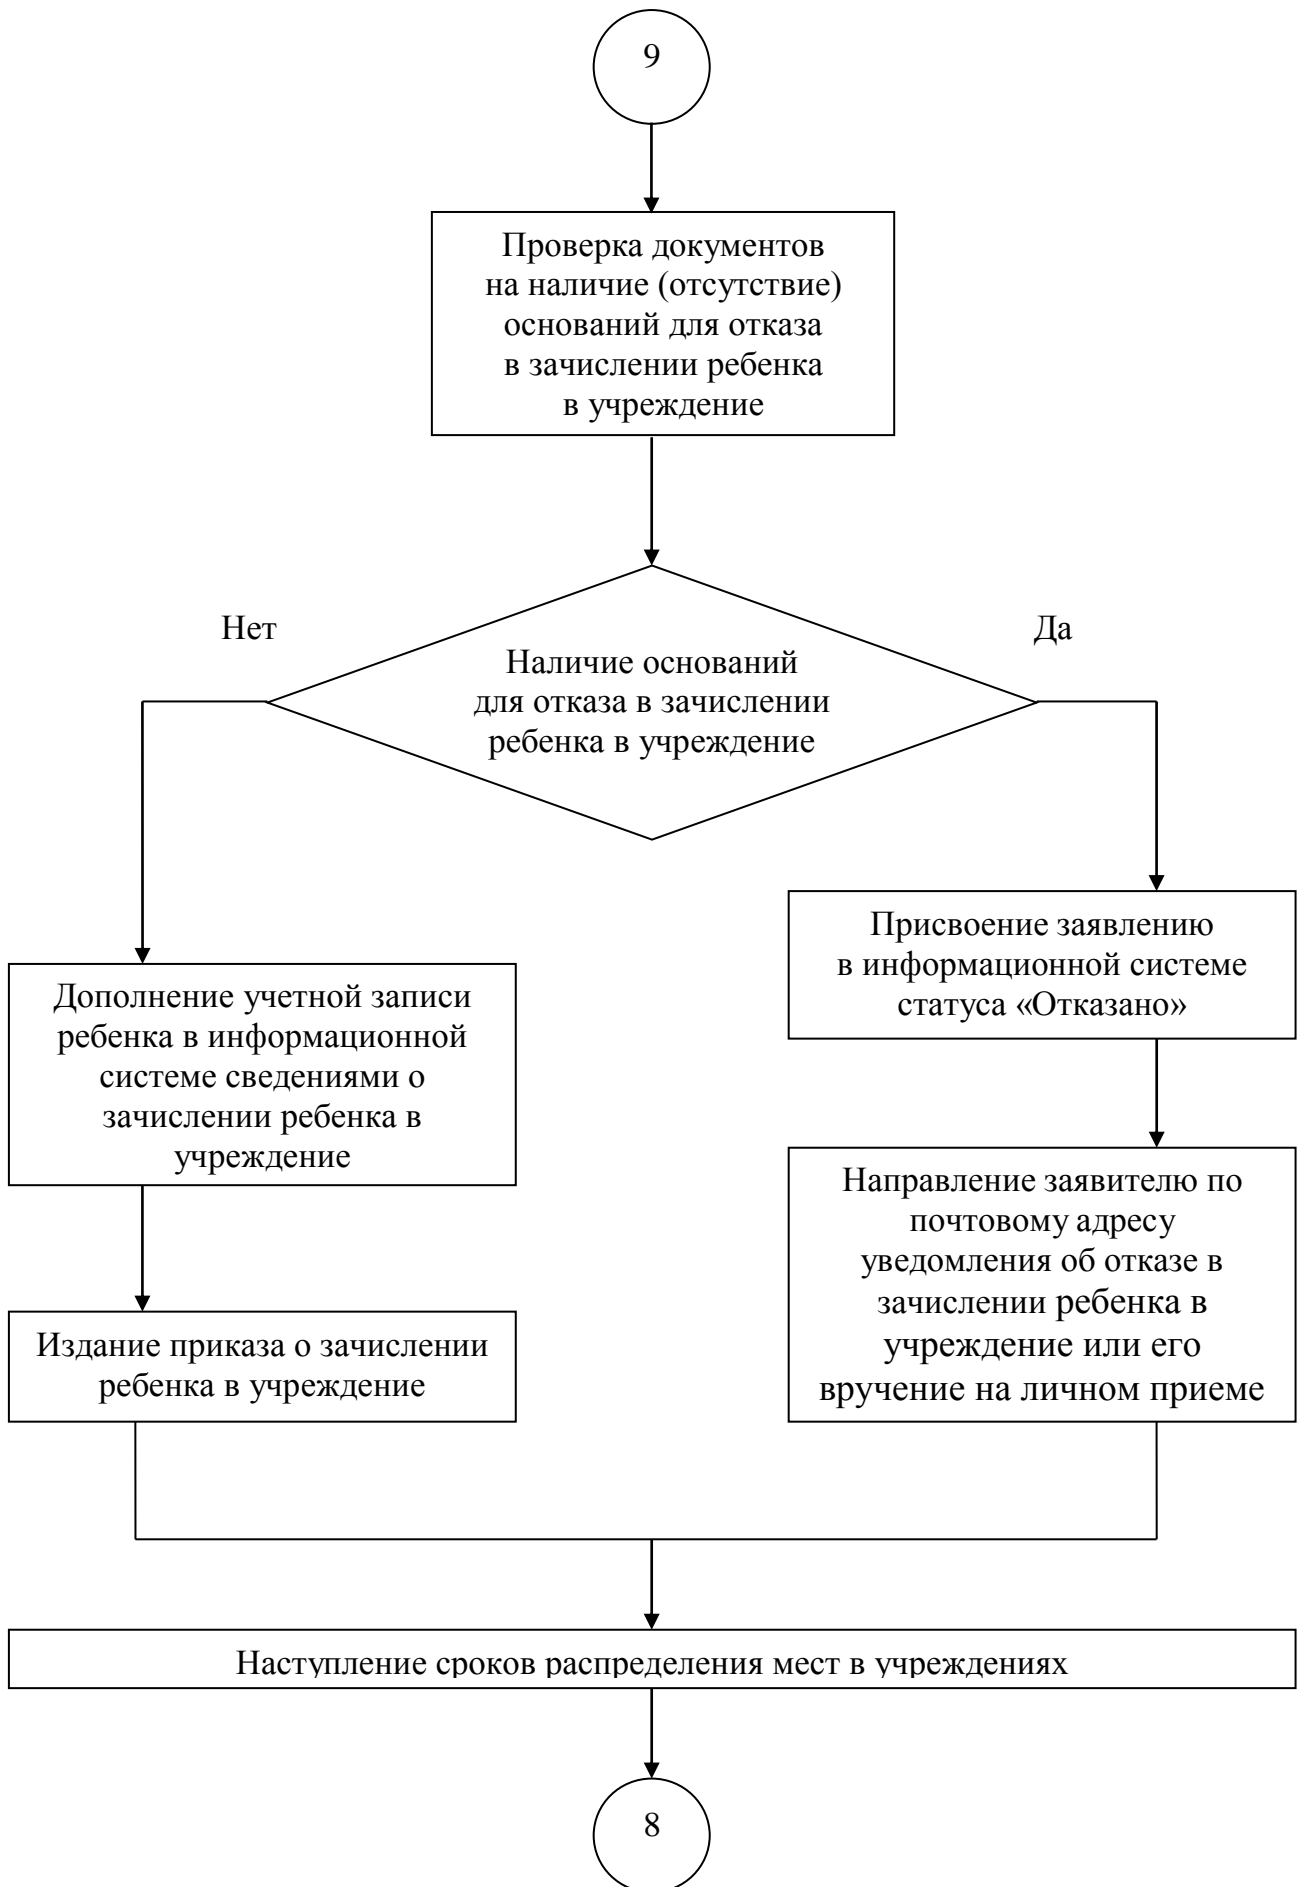 9
Проверка документов
на наличие (отсутствие)
оснований для отказа
в зачислении ребенка
в учреждение
Нет
Да
Наличие оснований
для отказа в зачислении
ребенка в учреждение
Присвоение заявлению
в информационной системе
статуса «Отказано»
Дополнение учетной записи
ребенка в информационной
системе сведениями о
зачислении ребенка в
учреждение
Направление заявителю по
почтовому адресу
уведомления об отказе в
зачислении ребенка в
учреждение или его
вручение на личном приеме
Издание приказа о зачислении
ребенка в учреждение
Наступление сроков распределения мест в учреждениях
8